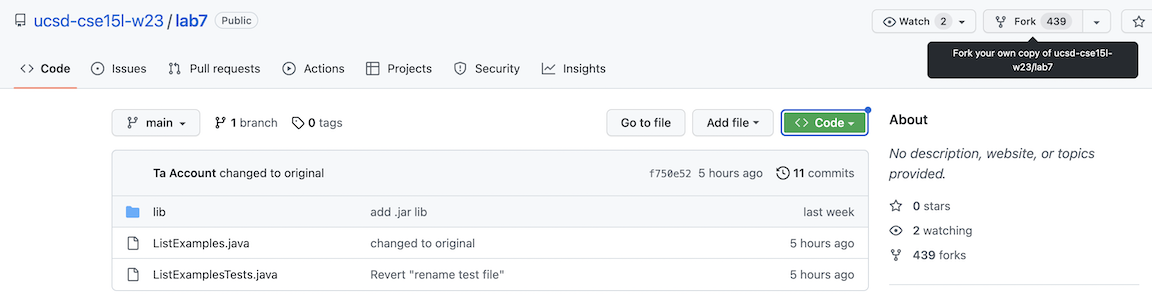 ucsd-cse15l-w23 / lab7 Public
Watch 2 Fork 439
Fork your own copy of ucsd-cse15l-
w23/lab7
Code Issues Pull requests Actions Projects Security Insights
main 1 branch 0 tags Go to file Add file Code
Ta Account changed to original f750e52 5 hours ago 11 commits
lib add .jar lib last week
ListExamples.java changed to original 5 hours ago
ListExamplesTests.java Revert "rename test file" 5 hours ago
About
No description, website, or topics
provided.
0 stars
2 watching
439 forks